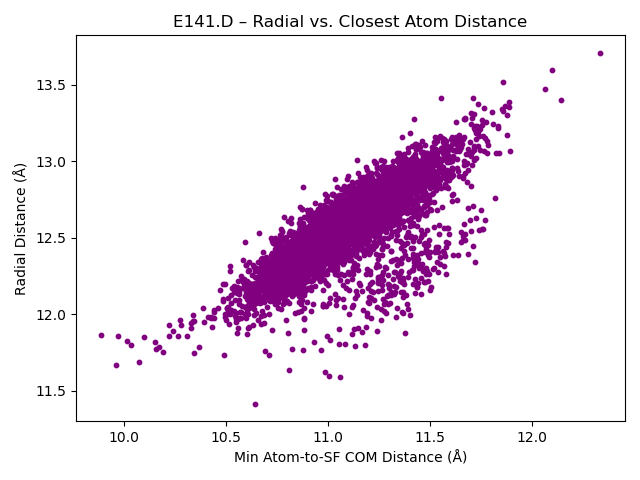 E141.D – Radial vs. Closest Atom Distance
Radial Distance (Å)
13.5
13.0
12.5
12.0
11.5
10.0 10.5 11.0 11.5 12.0
Min Atom-to-SF COM Distance (Å)